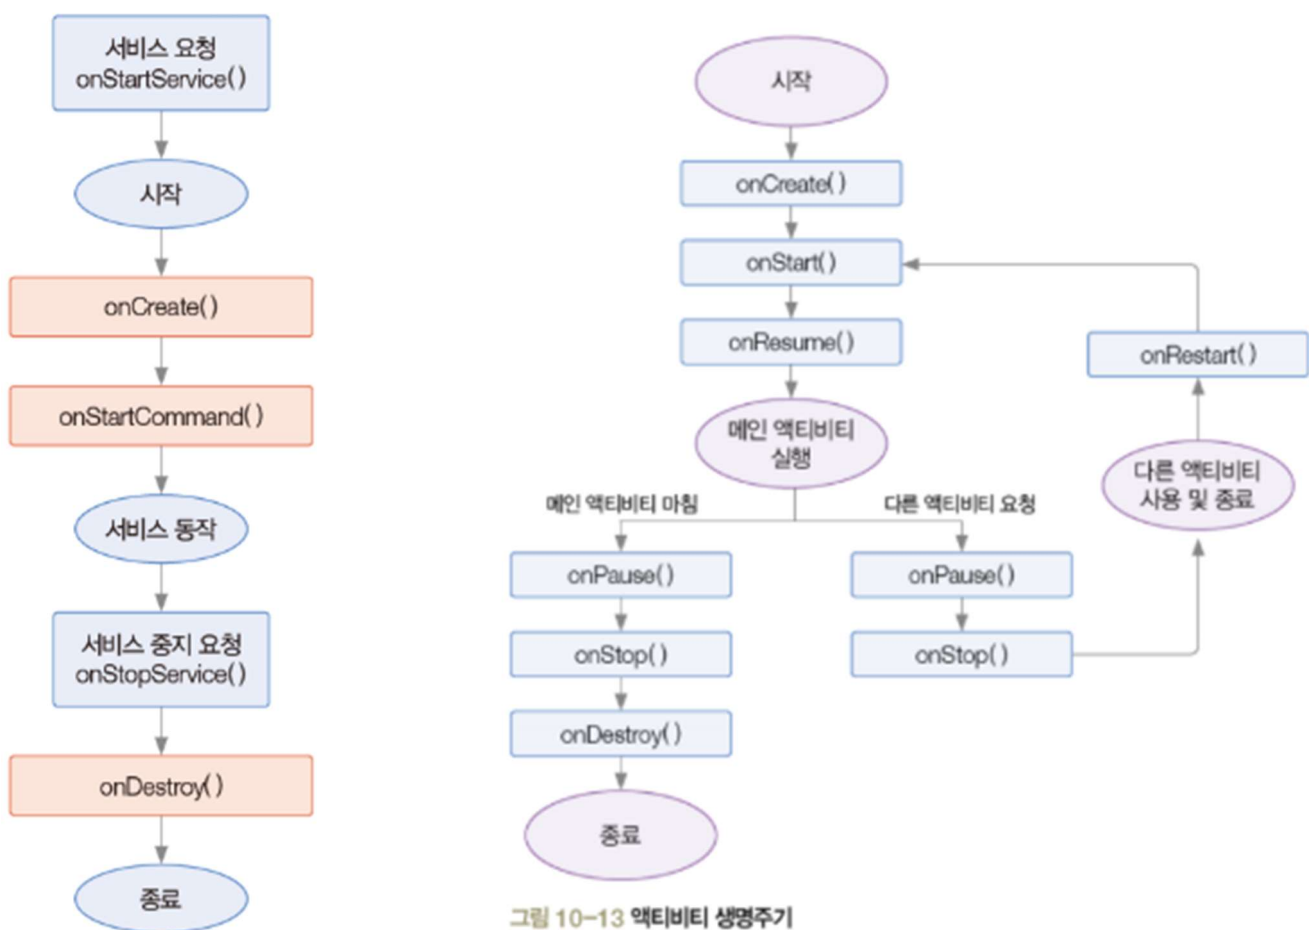 서비스 요청
onStartService()
시작
onCreate()
onStartCommand()
서비스 동작
서비스 중지 요청
onStopService()
onDestroy()
종료
시작
onCreate()
onStart()
onResume()
메인 액티비티
실행
메인 액티비티 마침
onPause()
onStop()
onDestroy()
종료
다른 액티비티 요청
onPause()
onStop()
다른 액티비티
사용 및 종료
onRestart()
그림 10-13 액티비티 생명주기